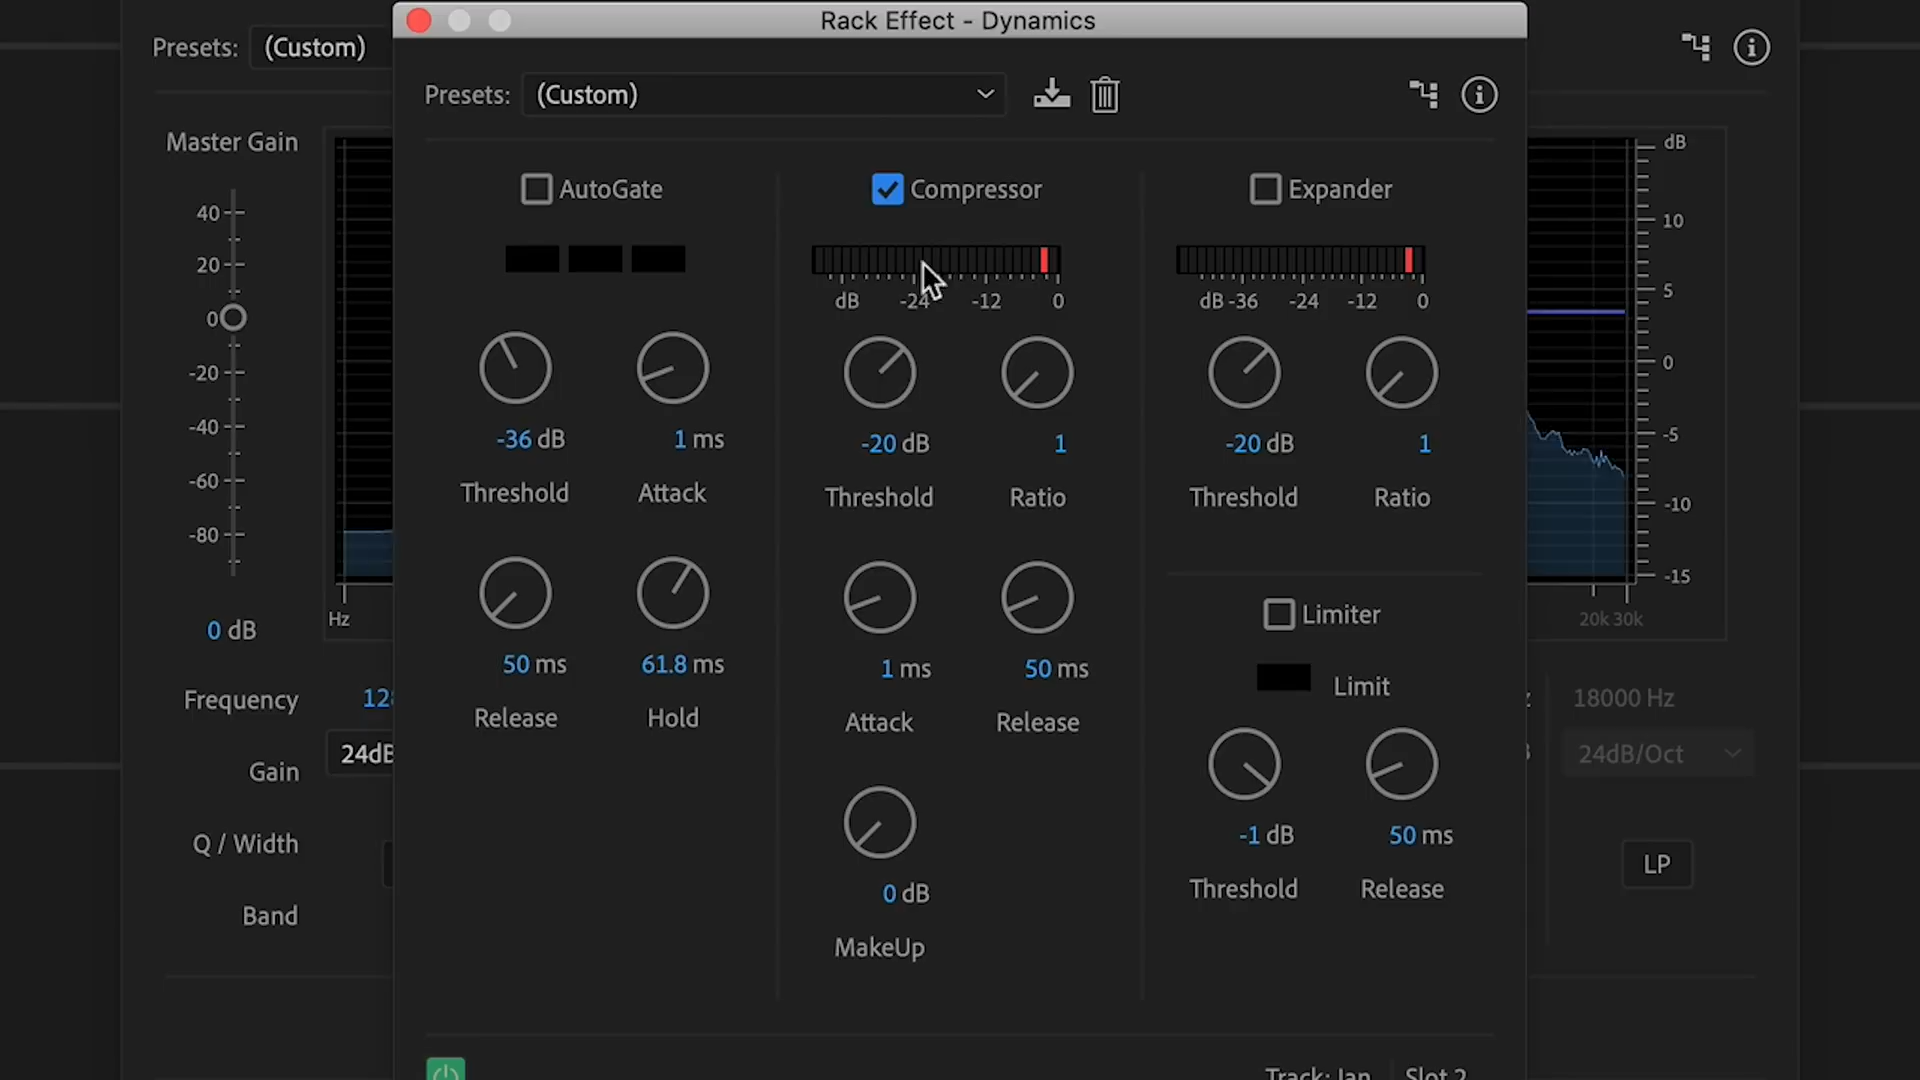 Rack Effect - Dynamics
Presets: (Custom)
Presets: (Custom)
Master Gain
40
20
0
-20
-40
-60
-80
0 dB
Hz
Frequency
Gain 24dB
Q / Width
Band
AutoGate
-36 dB 1 ms
Threshold Attack
50 ms 61.8 ms
Release Hold
Compressor
dB -24 -12 0
-20 dB 1
Threshold Ratio
1 ms 50 ms
Attack Release
0 dB
MakeUp
Expander
dB -36 -24 -12 0
-20 dB 1
Threshold Ratio
Limiter
Limit
-1 dB 50 ms
Threshold Release
Slot 2
dB
10
5
0
-5
-10
-15
20k 30k
18000 Hz
24dB/Oct
LP